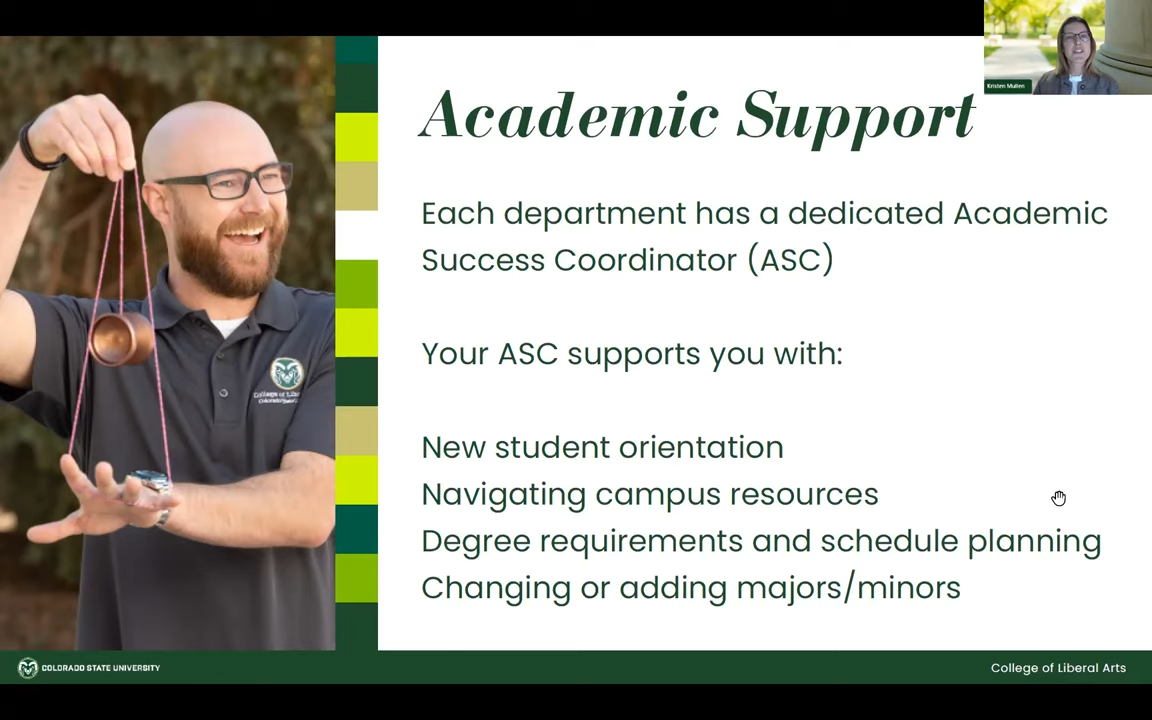 Kristen Mullen
Academic Support
Each department has a dedicated Academic
Success Coordinator (ASC)
Your ASC supports you with:
New student orientation
Navigating campus resources
Degree requirements and schedule planning
Changing or adding majors/minors
College of
COLORADO STATE UNIVERSITY
College of Liberal Arts